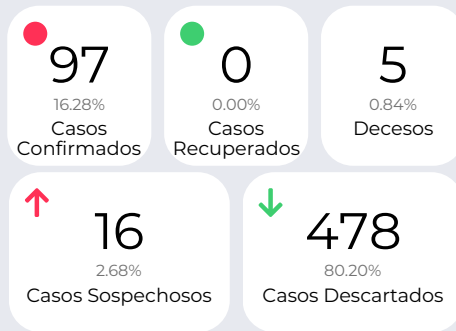 97
16.28%
Casos
Confirmados
0
0.00%
Casos
Recuperados
5
0.84%
Decesos
16
2.68%
Casos Sospechosos
478
80.20%
Casos Descartados